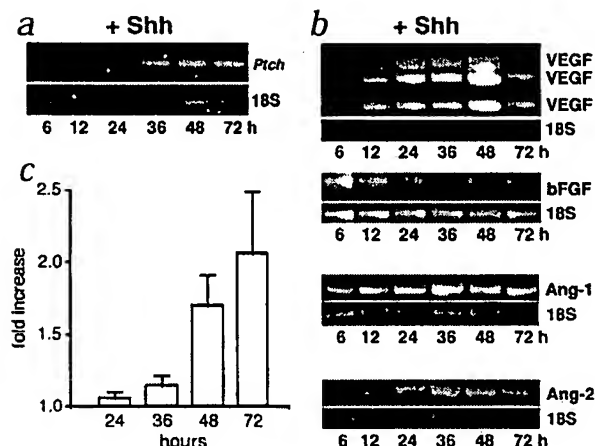 a + Shh
Ptch
18S
6 12 24 36 48 72 h
b + Shh
VEGF
VEGF
VEGF
18S
6 12 24 36 48 72 h
bFGF
18S
6 12 24 36 48 72 h
Ang-1
18S
6 12 24 36 48 72 h
Ang-2
18S
6 12 24 36 48 72 h
c
fold increase
2.5
2.0
1.5
1.0
24 36 48 72
hours